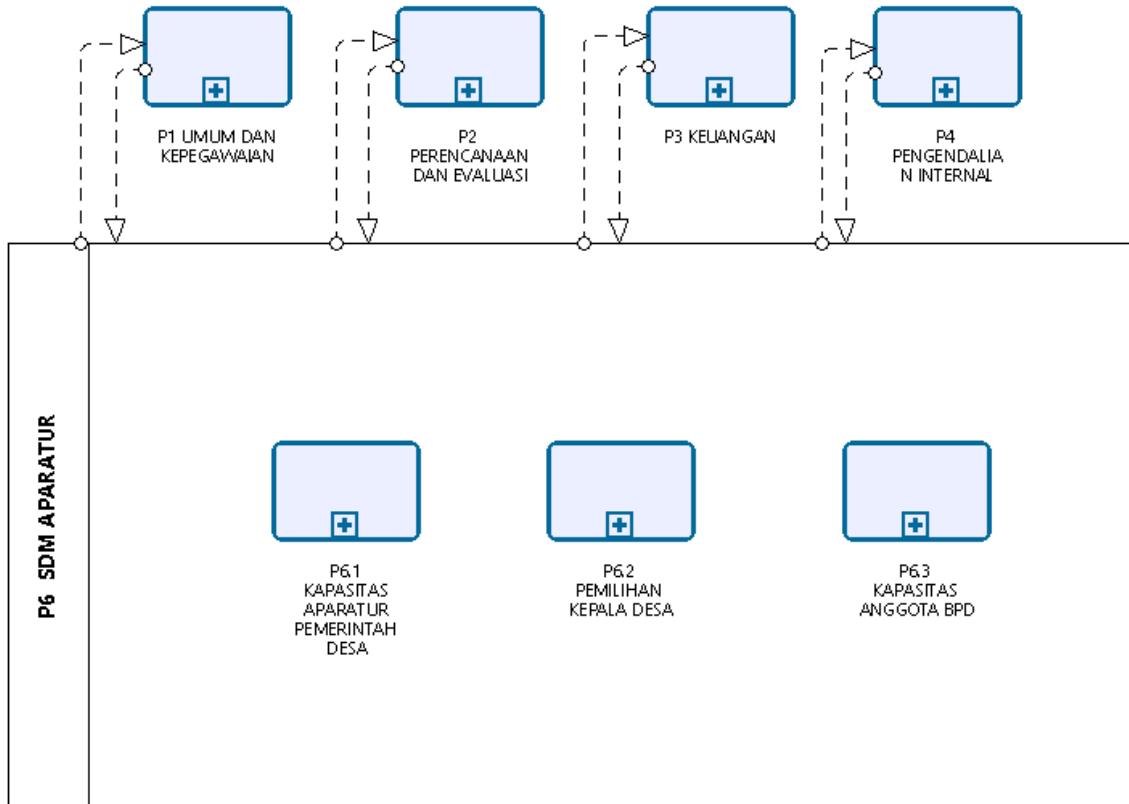 P1 UMUM DAN
KEPEGAWAIAN
P2
PERENCANAAN
DAN EVALUASI
P3 KEUANGAN
P4
PENGENDALIA
N INTERNAL
P6 SDM APARATUR
P6.1
KAPASITAS
APARATUR
PEMERINTAH
DESA
P6.2
PEMILIHAN
KEPALA DESA
P6.3
KAPASITAS
ANGGOTA BPD